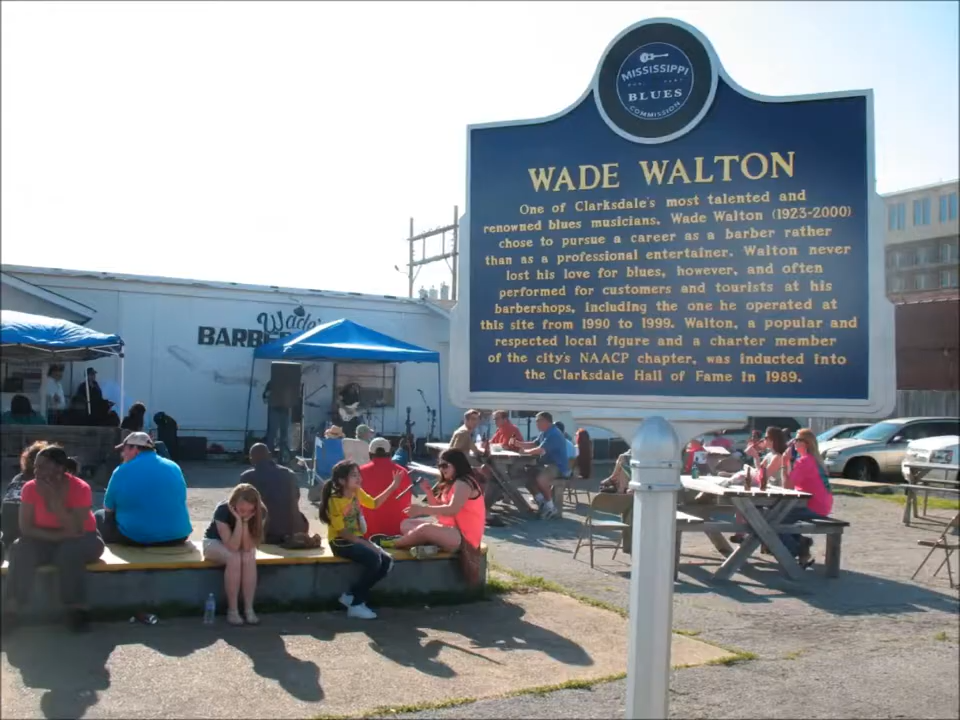 MISSISSIPPI
BLUES
COMMISSION
WADE WALTON
One of Clarksdale's most talented and
renowned blues musicians, Wade Walton (1923-2000)
chose to pursue a career as a barber rather
than as a professional entertainer. Walton never
lost his love for blues, however, and often
performed for customers and tourists at his
barbershops, including the one he operated at
this site from 1990 to 1999. Walton, a popular and
respected local figure and a charter member
of the city's NAACP chapter, was inducted into
the Clarksdale Hall of Fame in 1989.
Wade's